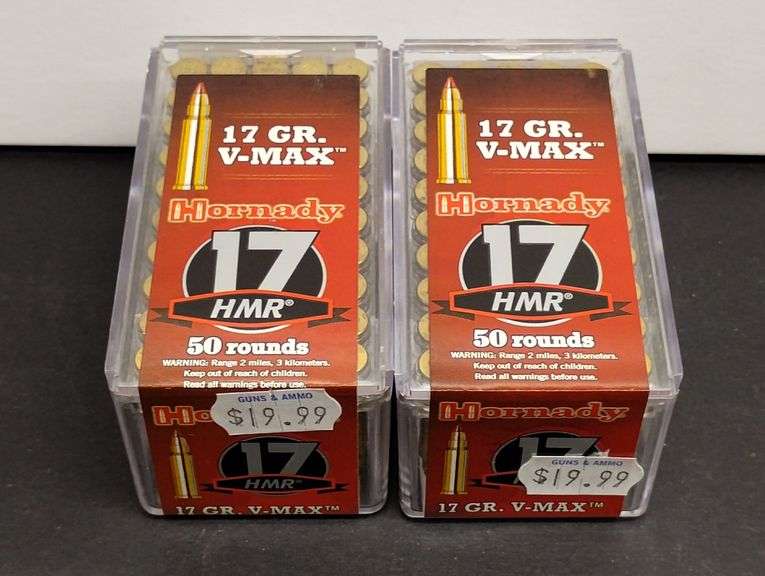 17 GR.
V-MAX™
Hornady
17
HMR®
50 rounds
WARNING: Range 2 miles, 3 kilometers.
Keep out of reach of children.
Read all warnings before use.
Ho
GUNS & AMMO
$19.99
17
HMR®
17 GR. V-MAX™
17 GR.
V-MAX™
Hornady
17
HMR®
50 rounds
WARNING: Range 2 miles, 3 kilometers.
Keep out of reach of children.
Read all warnings before use.
Hornady
17
GUNS & AMMO
$19.99
17 GR. V-MAX™